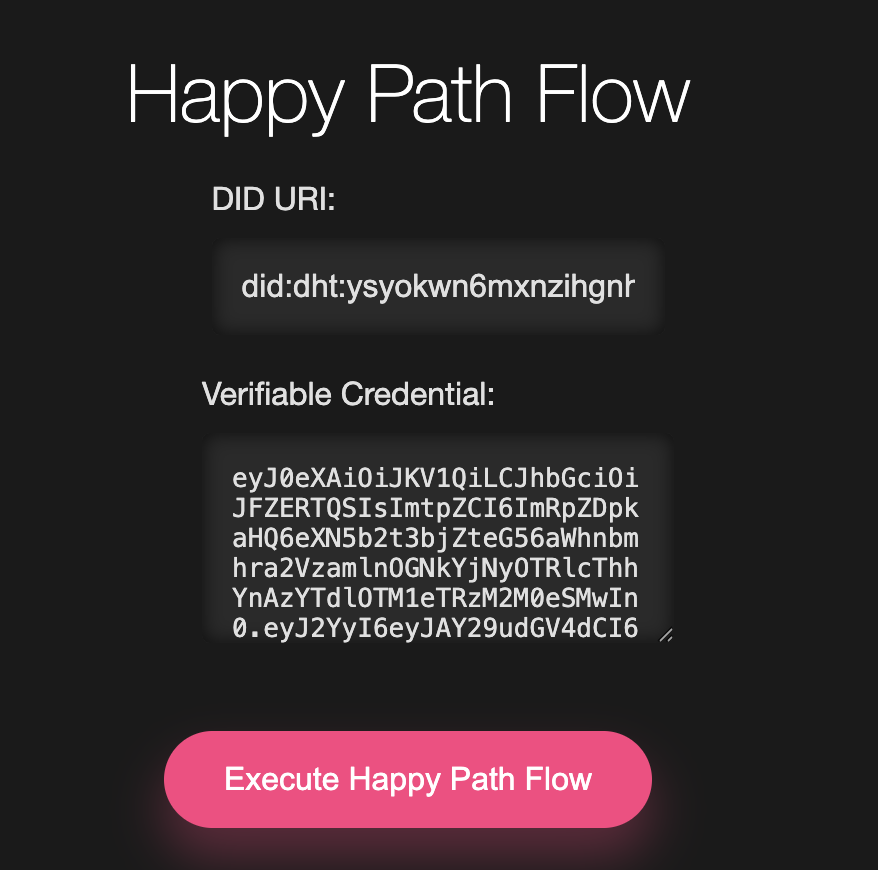 Happy Path Flow
DID URI:
did:dht:ysyokwn6mxnzihgnh
Verifiable Credential:
eyJ0eXAiOiJKV1QiLCJhbGciOi
JFZERTQSIsImtpZCI6ImRpZDpk
aHQ6eXN5b2t3bjZteG56aWhnbm
hra2VzamlnOGNkYjNyOTRlcThh
YnAzYTdlOTM1eTRzM2M0eSMwIn
0.eyJ2YyI6eyJAY29udGV4dCI6
Execute Happy Path Flow